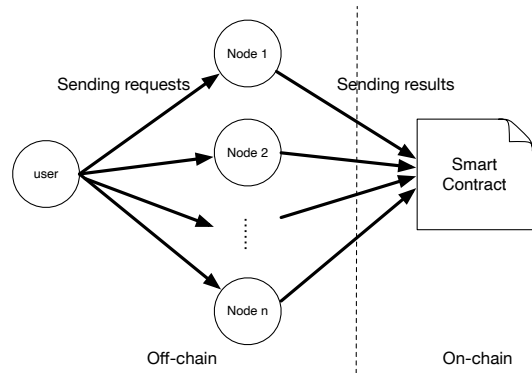 Node 1
Sending requests
Sending results
user
Node 2
Smart
Contract
Node n
Off-chain
On-chain